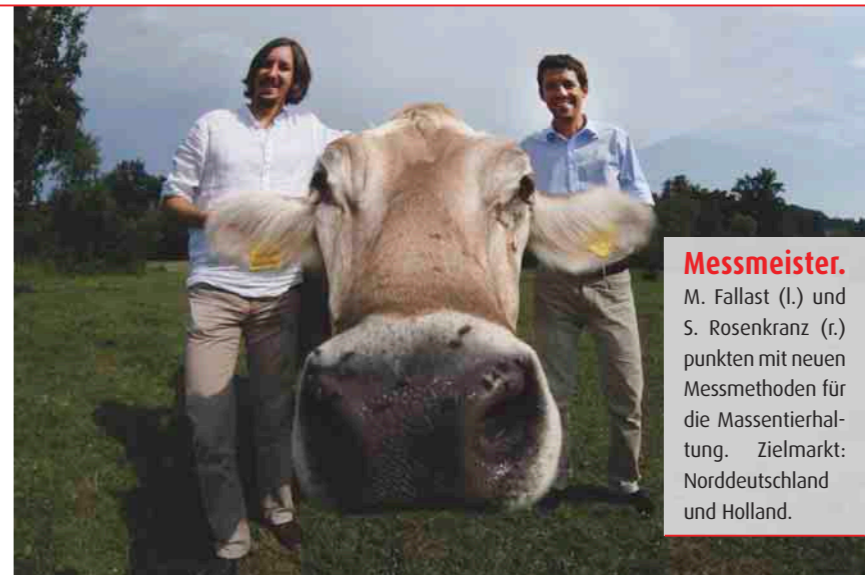 Messmeister.
M. Fallast (l.) und
S. Rosenkranz (r.)
punkten mit neuen
Messmethoden für
die Massentierhal-
tung. Zielmarkt:
Norddeutschland
und Holland.